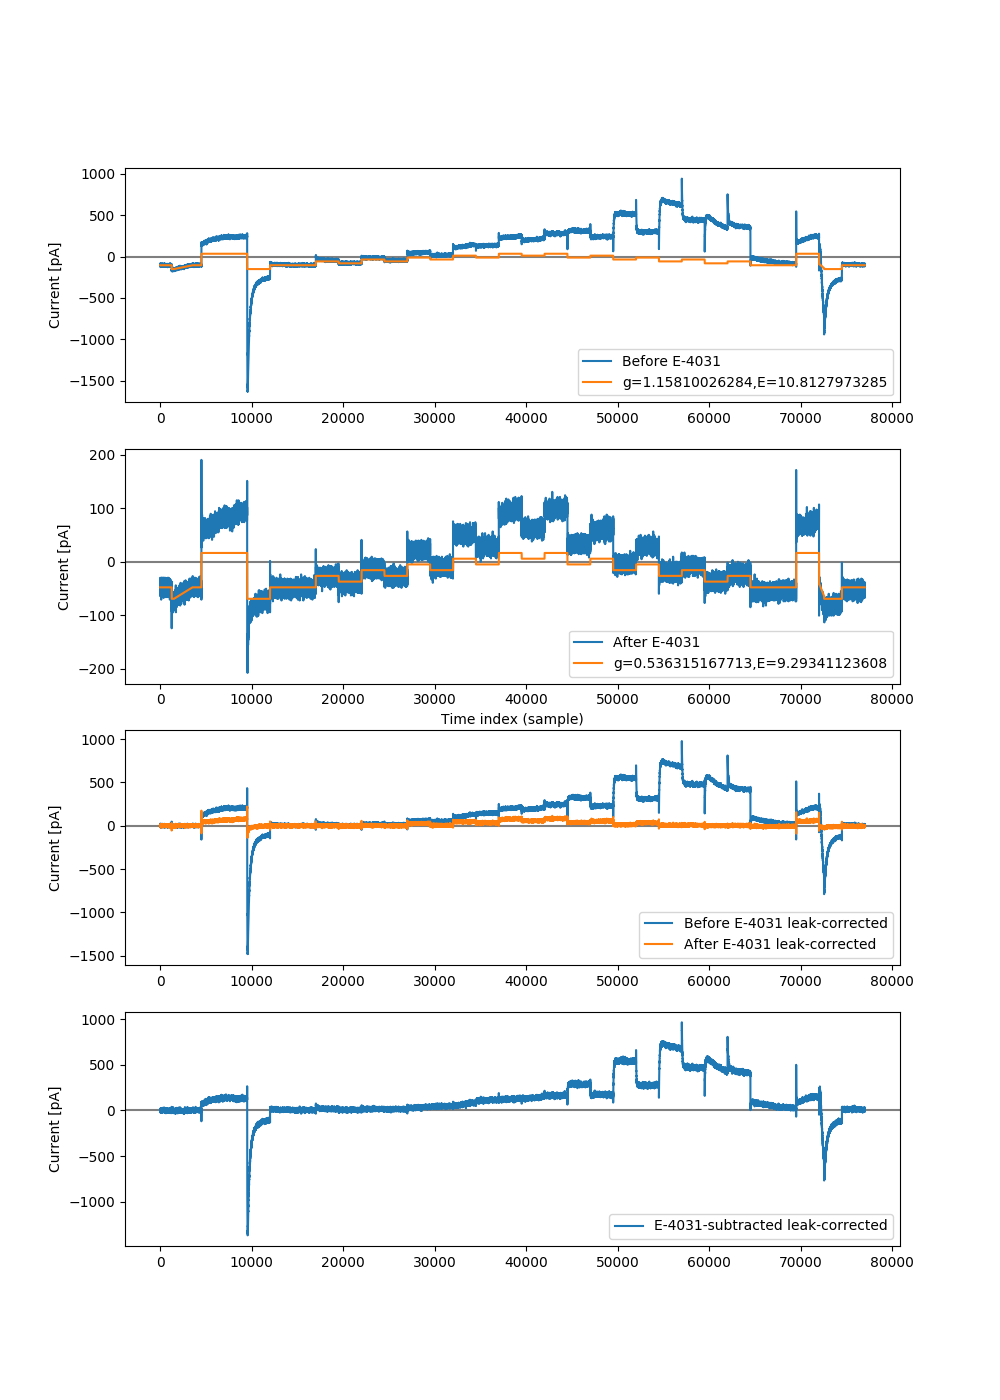 1000
500
0
−500
−1000
−1500
Current [pA]
Before E-4031
g=1.15810026284,E=10.8127973285
0 10000 20000 30000 40000 50000 60000 70000 80000
200
100
0
−100
−200
Current [pA]
After E-4031
g=0.536315167713,E=9.29341123608
0 10000 20000 30000 40000 50000 60000 70000 80000
Time index (sample)
1000
500
0
−500
−1000
−1500
Current [pA]
Before E-4031 leak-corrected
After E-4031 leak-corrected
0 10000 20000 30000 40000 50000 60000 70000 80000
1000
500
0
−500
−1000
Current [pA]
E-4031-subtracted leak-corrected
0 10000 20000 30000 40000 50000 60000 70000 80000